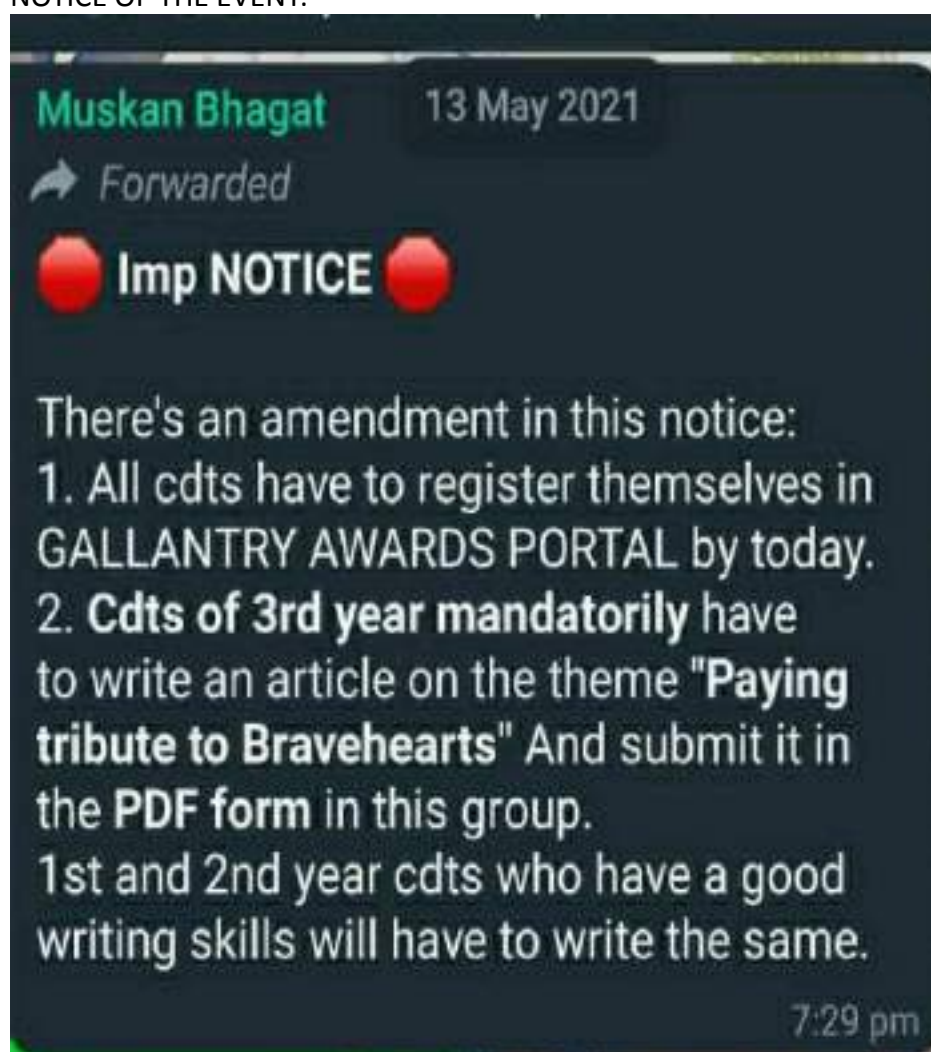 NOTICE OF THE EVENT:
Muskan Bhagat 13 May 2021
Forwarded
Imp NOTICE
There's an amendment in this notice:
1. All cdts have to register themselves in
GALLANTRY AWARDS PORTAL by today.
2. Cdts of 3rd year mandatorily have
to write an article on the theme "Paying
tribute to Bravehearts" And submit it in
the PDF form in this group.
1st and 2nd year cdts who have a good
writing skills will have to write the same.
7:29 pm